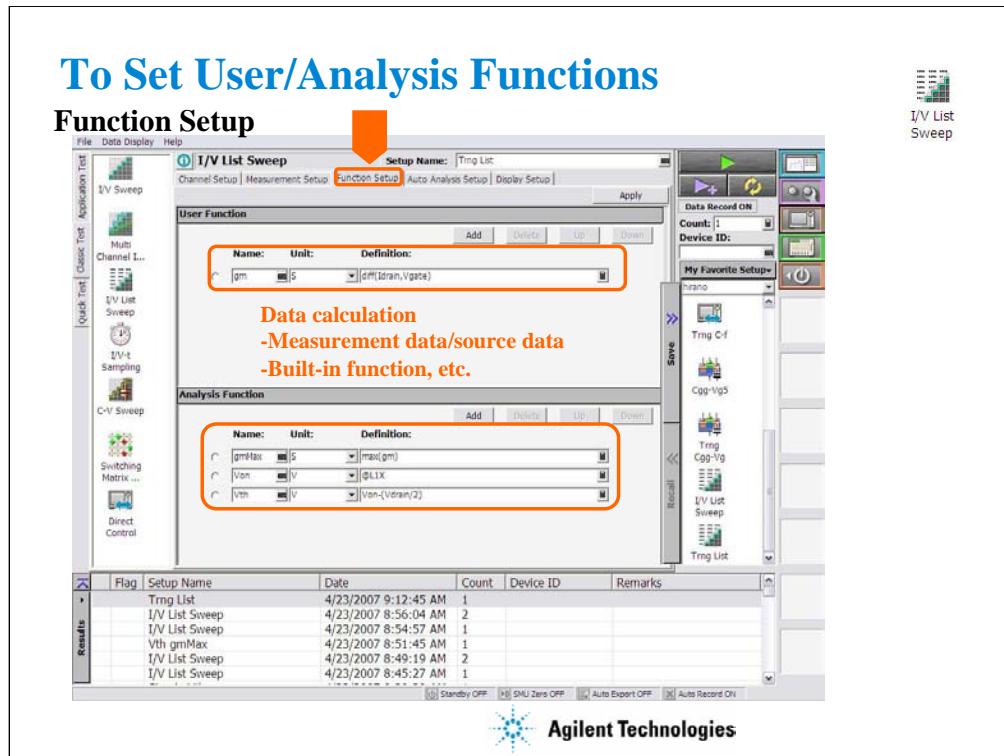 To Set User/Analysis Functions
Function Setup
I/V List
Sweep
File Data Display Help
Application Test
Classic Test
Quick Test
I/V Sweep
Multi
Channel I...
I/V List
Sweep
I/V-t
Sampling
C-V Sweep
Switching
Matrix ...
Direct
Control
I/V List Sweep
Setup Name: Trng List
Channel Setup Measurement Setup Function Setup Auto Analysis Setup Display Setup
Apply
User Function
Add Delete Up Down
Name: Unit: Definition:
gm S diff(Idrain,Vgate)
Data calculation
-Measurement data/source data
-Built-in function, etc.
Analysis Function
Add Delete Up Down
Name: Unit: Definition:
gmMax S max(gm)
Von V @L1X
Vth V Von-(Vdrain/2)
Save
Recall
Data Record ON
Count: 1
Device ID:
My Favorite Setup
hirano
Trng C-f
Cgg-Vg5
Trng
Cgg-Vg
I/V List
Sweep
Trng List
Results
Flag Setup Name Date Count Device ID Remarks
Trng List 4/23/2007 9:12:45 AM 1
I/V List Sweep 4/23/2007 8:56:04 AM 2
I/V List Sweep 4/23/2007 8:54:57 AM 1
Vth gmMax 4/23/2007 8:51:45 AM 1
I/V List Sweep 4/23/2007 8:49:19 AM 2
I/V List Sweep 4/23/2007 8:45:27 AM 1
Standby OFF SMU Zero OFF Auto Export OFF Auto Record ON
Agilent Technologies